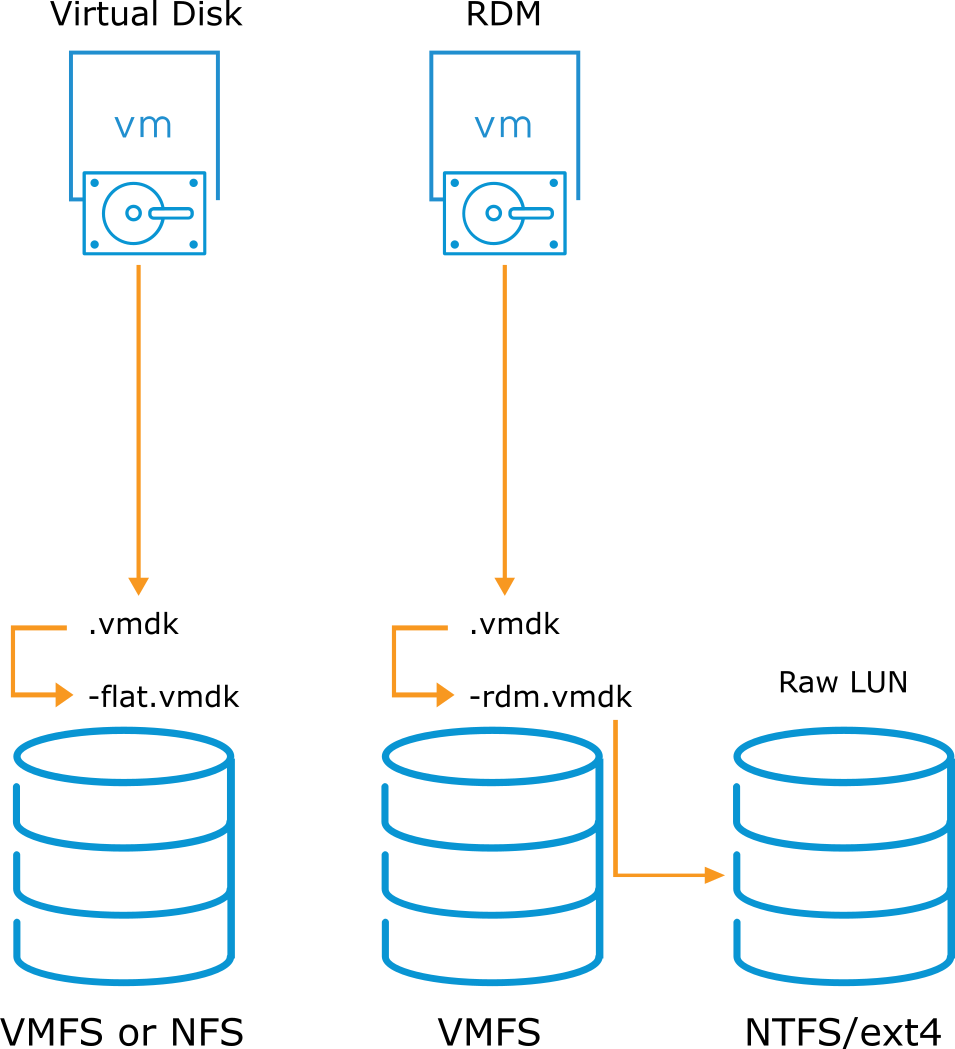 Virtual Disk
RDM
vm
vm
.vmdk
.vmdk
-flat.vmdk
-rdm.vmdk
Raw LUN
VMFS or NFS
VMFS
NTFS/ext4